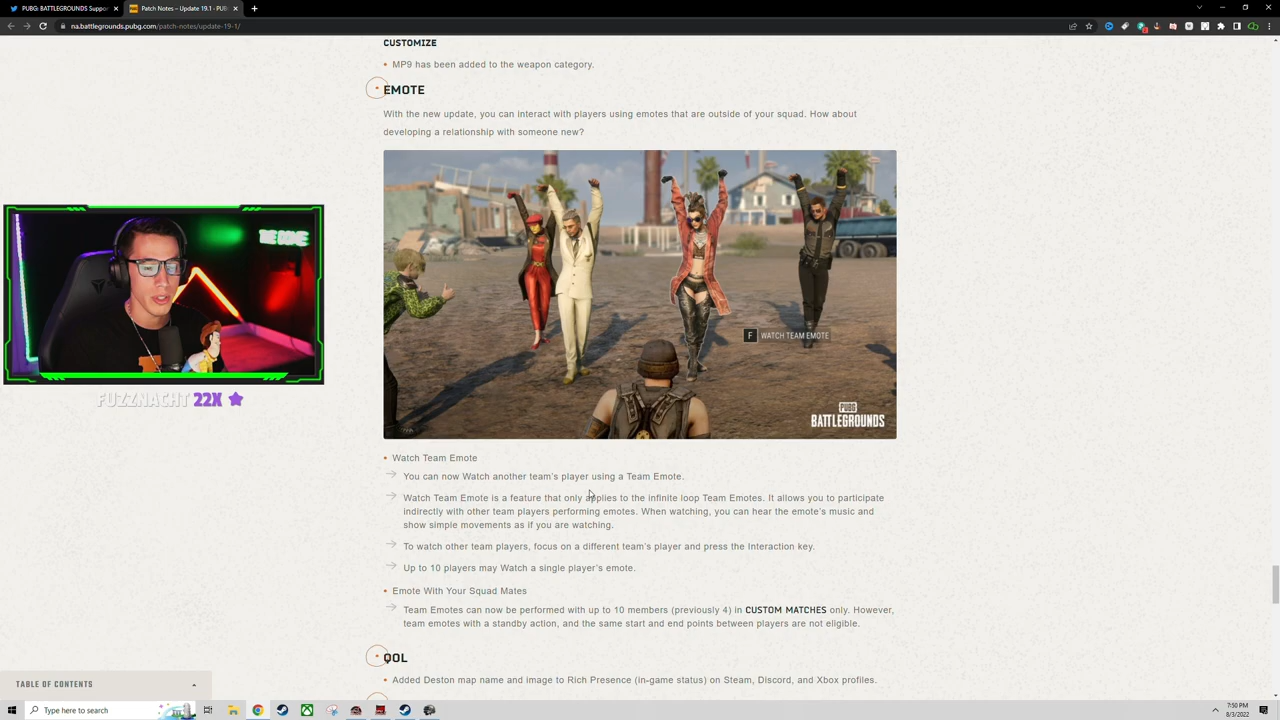 PUBG: BATTLEGROUNDS Suppor
Patch Notes – Update 19.1 - PUB
na.battlegrounds.pubg.com/patch-notes/update-19-1/
CUSTOMIZE
MP9 has been added to the weapon category.
EMOTE
With the new update, you can interact with players using emotes that are outside of your squad. How about
developing a relationship with someone new?
F WATCH TEAM EMOTE
PUBG
BATTLEGROUNDS
FUZZNACHT 22X
Watch Team Emote
You can now Watch another team's player using a Team Emote.
Watch Team Emote is a feature that only applies to the infinite loop Team Emotes. It allows you to participate
indirectly with other team players performing emotes. When watching, you can hear the emote's music and
show simple movements as if you are watching.
To watch other team players, focus on a different team's player and press the Interaction key.
Up to 10 players may Watch a single player's emote.
Emote With Your Squad Mates
Team Emotes can now be performed with up to 10 members (previously 4) in CUSTOM MATCHES only. However,
team emotes with a standby action, and the same start and end points between players are not eligible.
QOL
Added Deston map name and image to Rich Presence (in-game status) on Steam, Discord, and Xbox profiles.
TABLE OF CONTENTS
Type here to search
7:50 PM
8/3/2022